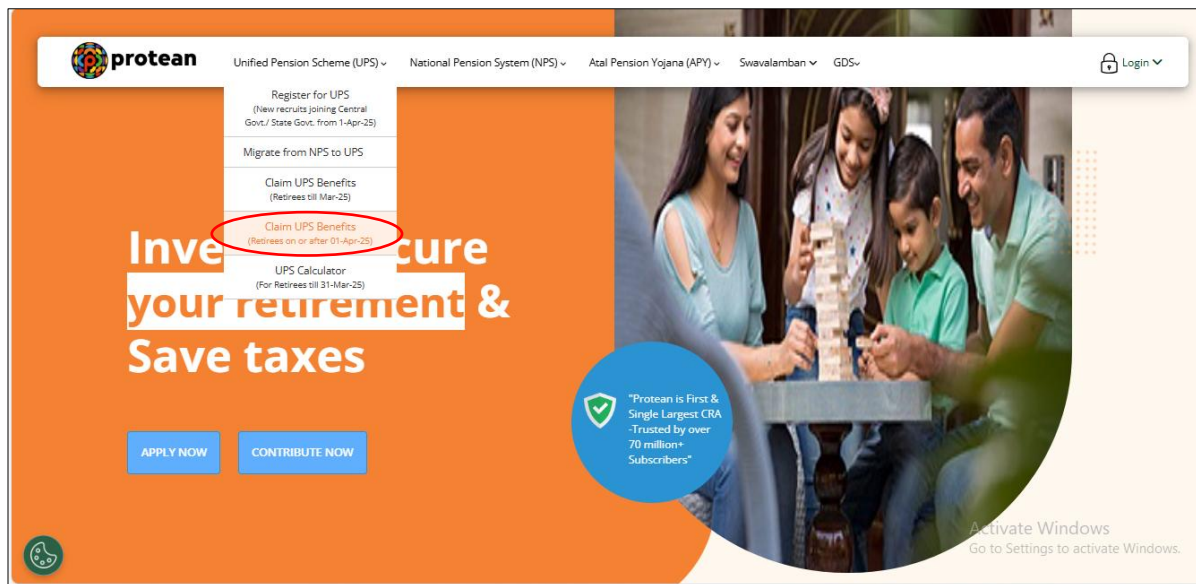 protean
Unified Pension Scheme (UPS)
National Pension System (NPS)
Atal Pension Yojana (APY)
Swavalamban
GDS
Login
Register for UPS
(New recruits joining Central
Govt./ State Govt. from 1-Apr-25)
Migrate from NPS to UPS
Claim UPS Benefits
(Retirees till Mar-25)
Claim UPS Benefits
(Retirees on or after 01-Apr-25)
UPS Calculator
(For Retirees till 31-Mar-25)
Inve cure
your retirement &
Save taxes
APPLY NOW
CONTRIBUTE NOW
"Protean is First &
Single Largest CRA
-Trusted by over
70 million+
Subscribers"
Activate Windows
Go to Settings to activate Windows.